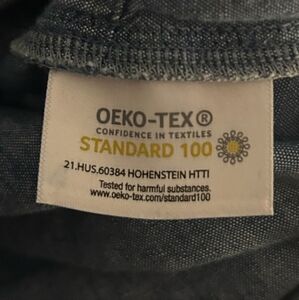 OEKO-TEX®
CONFIDENCE IN TEXTILES
STANDARD 100
21.HUS.60384 HOHENSTEIN HTTI
Tested for harmful substances.
www.oeko-tex.com/standard100